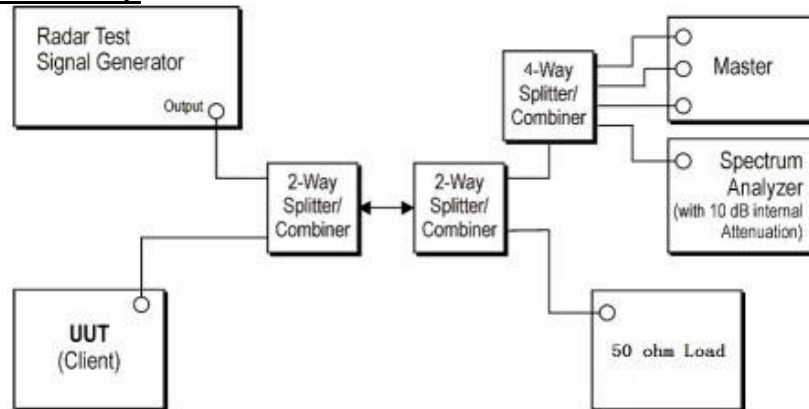 Radar Test
Signal Generator
Output
4-Way
Splitter/
Combiner
Master
2-Way
Splitter/
Combiner
2-Way
Splitter/
Combiner
Spectrum
Analyzer
(with 10 dB internal
Attenuation)
UUT
(Client)
50 ohm Load